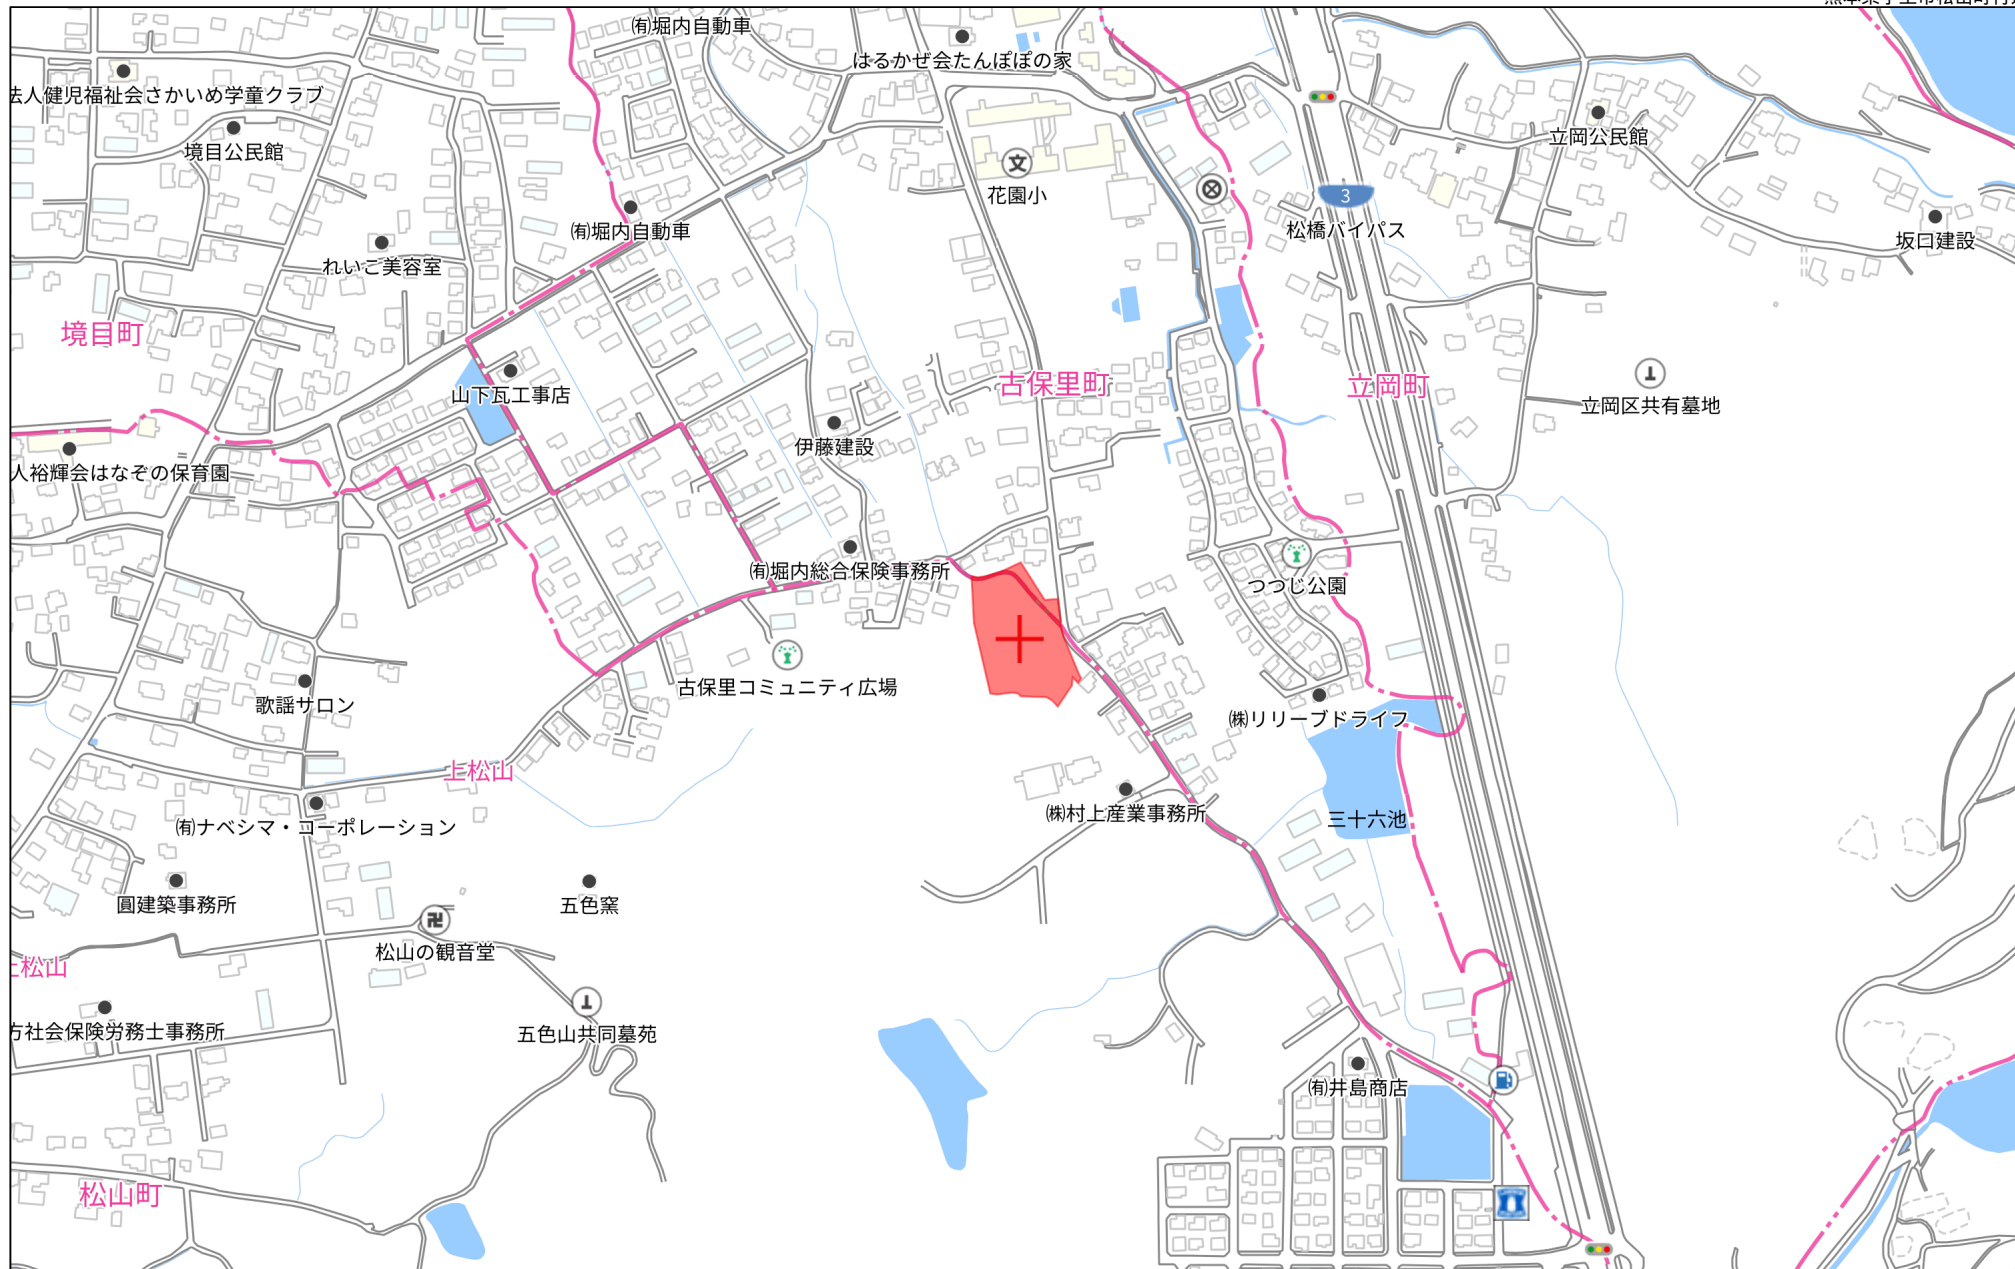 ㈲堀内自動車
はるかぜ会たんぽぽの家
法人健児福祉会さかいめ学童クラブ
境目公民館
立岡公民館
文
花園小
3
松橋バイパス
㈲堀内自動車
坂口建設
れいこ美容室
境目町
山下瓦工事店
古保里町
立岡町
立岡区共有墓地
伊藤建設
人裕輝会はなぞの保育園
㈲堀内総合保険事務所
つつじ公園
古保里コミュニティ広場
歌謡サロン
㈱リリーブドライフ
上松山
㈱村上産業事務所
三十六池
㈲ナベシマ・コーポレーション
圓建築事務所
五色窯
松山の観音堂
上松山
方社会保険労務士事務所
五色山共同墓苑
㈲井島商店
松山町